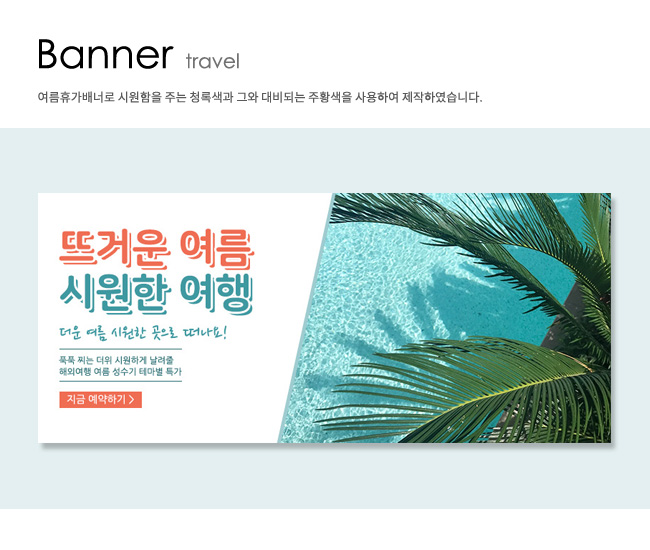 Banner travel
여름휴가배너로 시원함을 주는 청록색과 그와 대비되는 주황색을 사용하여 제작하였습니다.
뜨거운 여름
시원한 여행
더운 여름 시원한 곳으로 떠나요!
푹푹 찌는 더위 시원하게 날려줄
해외여행 여름 성수기 테마별 특가
지금 예약하기 >